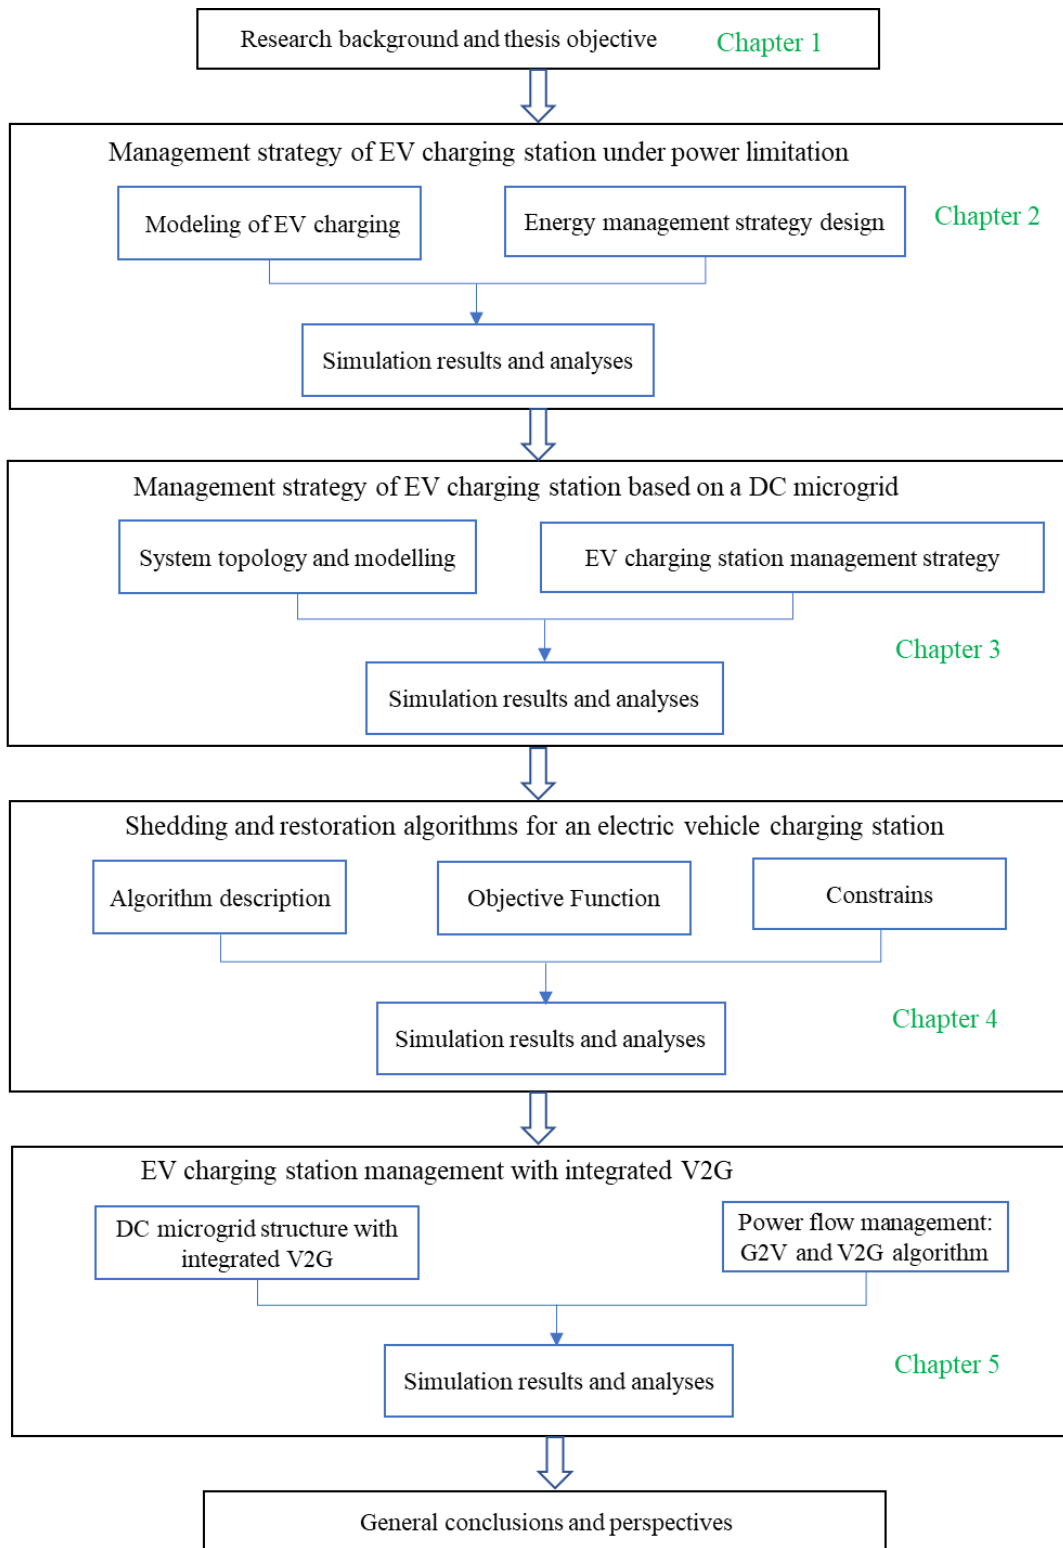 Research background and thesis objective Chapter 1
Management strategy of EV charging station under power limitation
Modeling of EV charging
Energy management strategy design
Chapter 2
Simulation results and analyses
Management strategy of EV charging station based on a DC microgrid
System topology and modelling
EV charging station management strategy
Chapter 3
Simulation results and analyses
Shedding and restoration algorithms for an electric vehicle charging station
Algorithm description
Objective Function
Constrains
Chapter 4
Simulation results and analyses
EV charging station management with integrated V2G
DC microgrid structure with
integrated V2G
Power flow management:
G2V and V2G algorithm
Chapter 5
Simulation results and analyses
General conclusions and perspectives